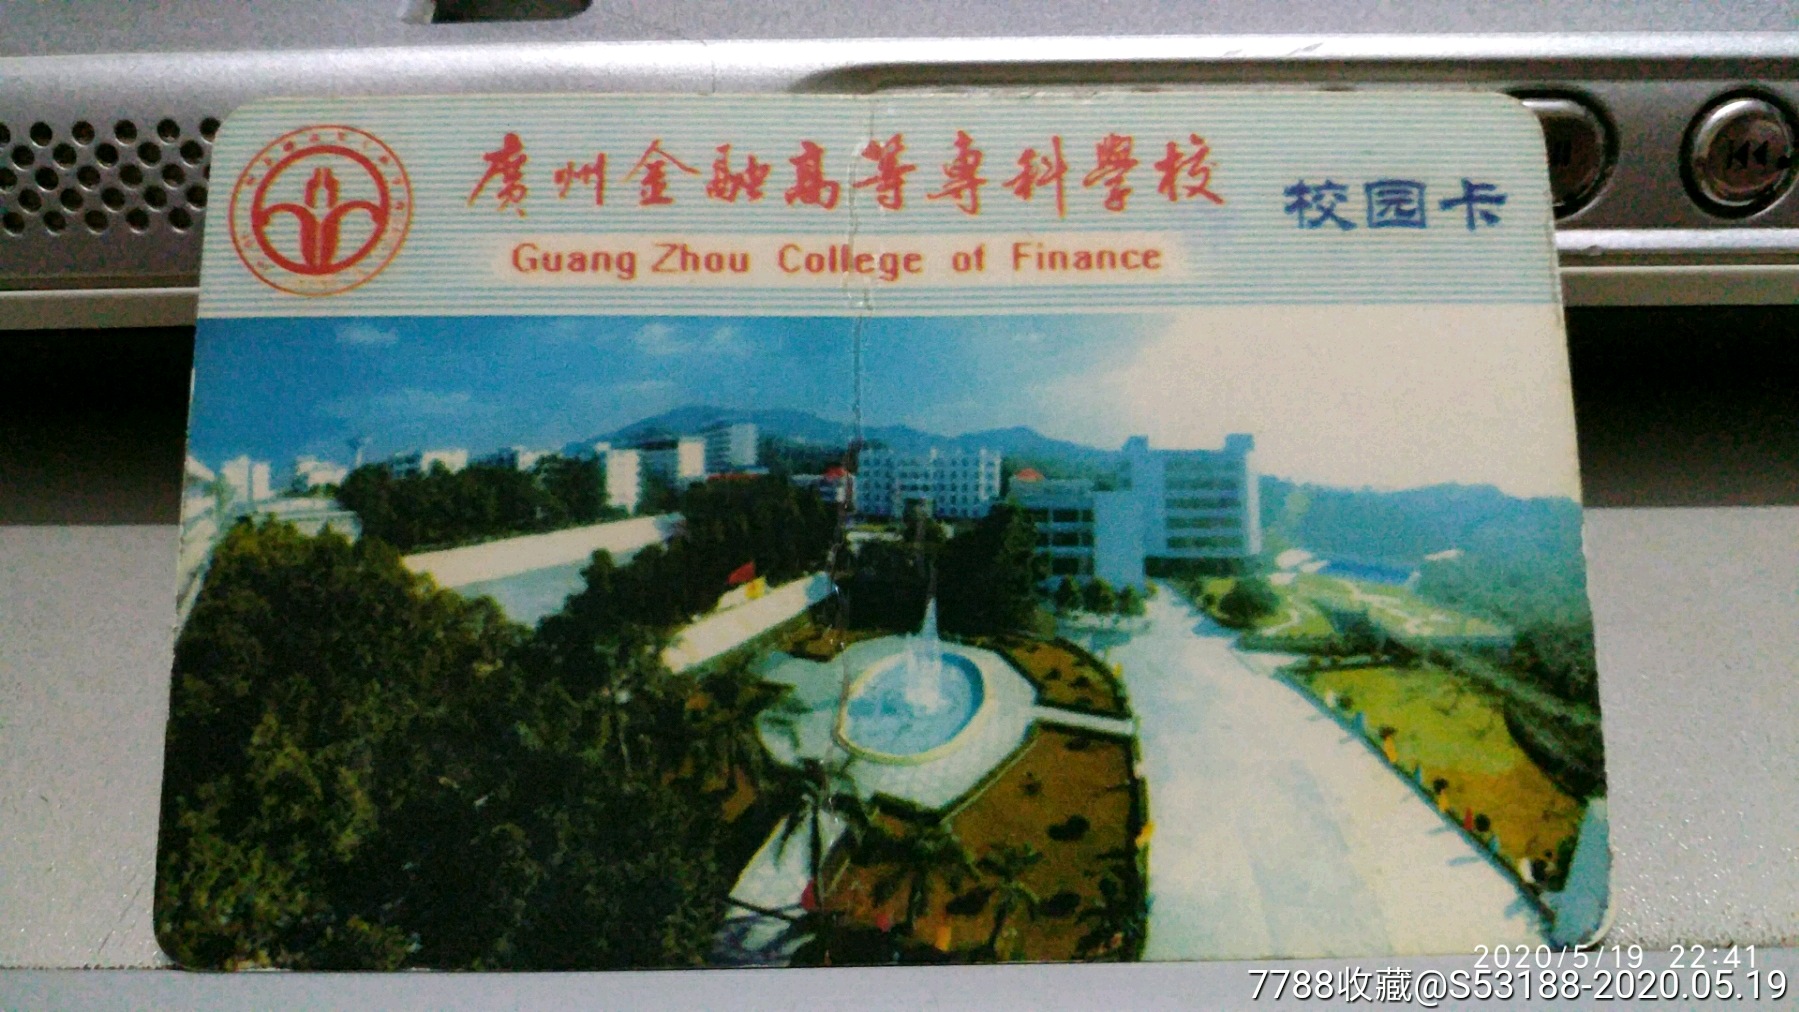 廣州金融高等專科學校
校园卡
Guang Zhou College of Finance
2020/5/19 22:41
7788收藏@S53188-2020.05.19